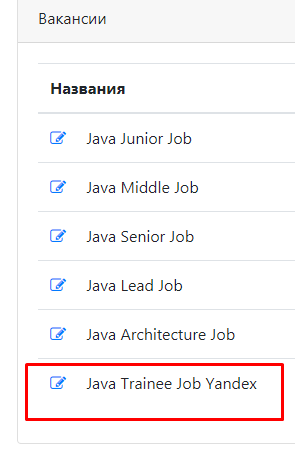 Вакансии
Названия
Java Junior Job
Java Middle Job
Java Senior Job
Java Lead Job
Java Architecture Job
Java Trainee Job Yandex